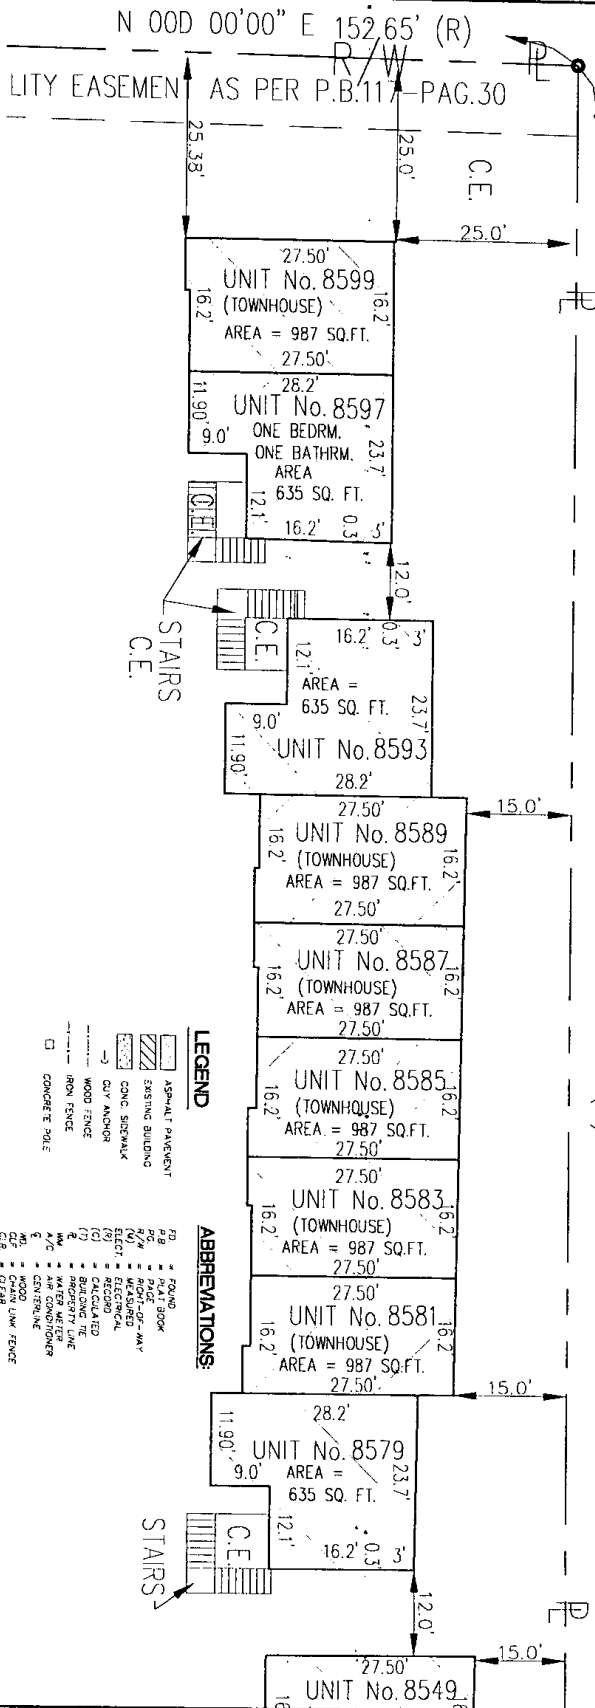 N 00D 00'00" E 152.65' (R)
R/W
PL
LITY EASEMEN AS PER P.B.117-PAG.30
25.38'
25.0'
C.E.
25.0'
PL
27.50'
UNIT No. 8599
(TOWNHOUSE)
16.2'
16.2'
AREA = 987 SQ.FT.
27.50'
28.2'
UNIT No. 8597
11.90'
9.0'
ONE BEDRM.
ONE BATHRM.
23.7'
AREA
635 SQ. FT.
C.E.
12.1'
16.2'
0.3'
3'
12.0'
STAIRS
C.E.
C.E.
16.2'
0.3'
3'
12.1'
AREA =
635 SQ. FT.
23.7'
9.0'
11.90'
UNIT No. 8593
28.2'
15.0'
27.50'
UNIT No. 8589
(TOWNHOUSE)
16.2'
16.2'
AREA = 987 SQ.FT.
27.50'
27.50'
UNIT No. 8587
(TOWNHOUSE)
16.2'
16.2'
AREA = 987 SQ.FT.
27.50'
27.50'
UNIT No. 8585
(TOWNHOUSE)
16.2'
16.2'
AREA = 987 SQ.FT.
27.50'
27.50'
UNIT No. 8583
(TOWNHOUSE)
16.2'
16.2'
AREA = 987 SQ.FT.
27.50'
27.50'
UNIT No. 8581
(TOWNHOUSE)
16.2'
16.2'
AREA = 987 SQ.FT.
27.50'
15.0'
28.2'
11.90'
UNIT No. 8579
9.0'
AREA =
635 SQ. FT.
23.7'
12.1'
16.2'
0.3'
3'
C.E.
STAIRS
12.0'
PL
15.0'
27.50'
UNIT No. 8549
LEGEND
ASPHALT PAVEMENT
EXISTING BUILDING
CONC. SIDEWALK
GUY ANCHOR
WOOD FENCE
IRON FENCE
CONCRETE POLE
ABBREVIATIONS:
FD. = FOUND
P.B = PLAT BOOK
PG. = PAGE
R/W = RIGHT-OF-WAY
(M) = MEASURED
ELECT. = ELECTRICAL
(R) = RECORD
(C) = CALCULATED
(T) = BUILDING TIE
PL = PROPERTY LINE
WM = WATER METER
A/C = AIR CONDITIONER
CL = CENTERLINE
WD. = WOOD
CLF = CHAIN LINK FENCE
CLR. = CLEAR